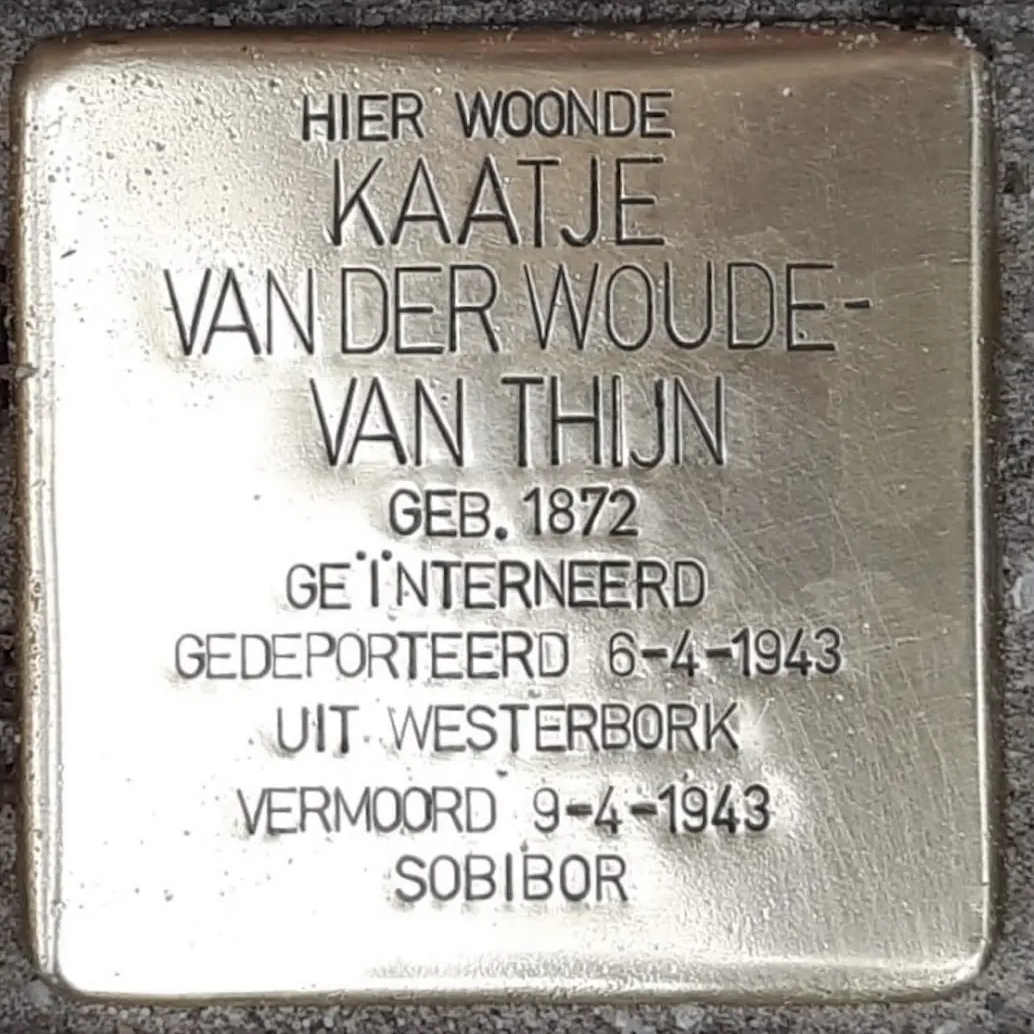 HIER WOONDE
KAATJE
VAN DER WOUDE-
VAN THIJN
GEB. 1872
GEÏNTERNEERD
GEDEPORTEERD 6-4-1943
UIT WESTERBORK
VERMOORD 9-4-1943
SOBIBOR